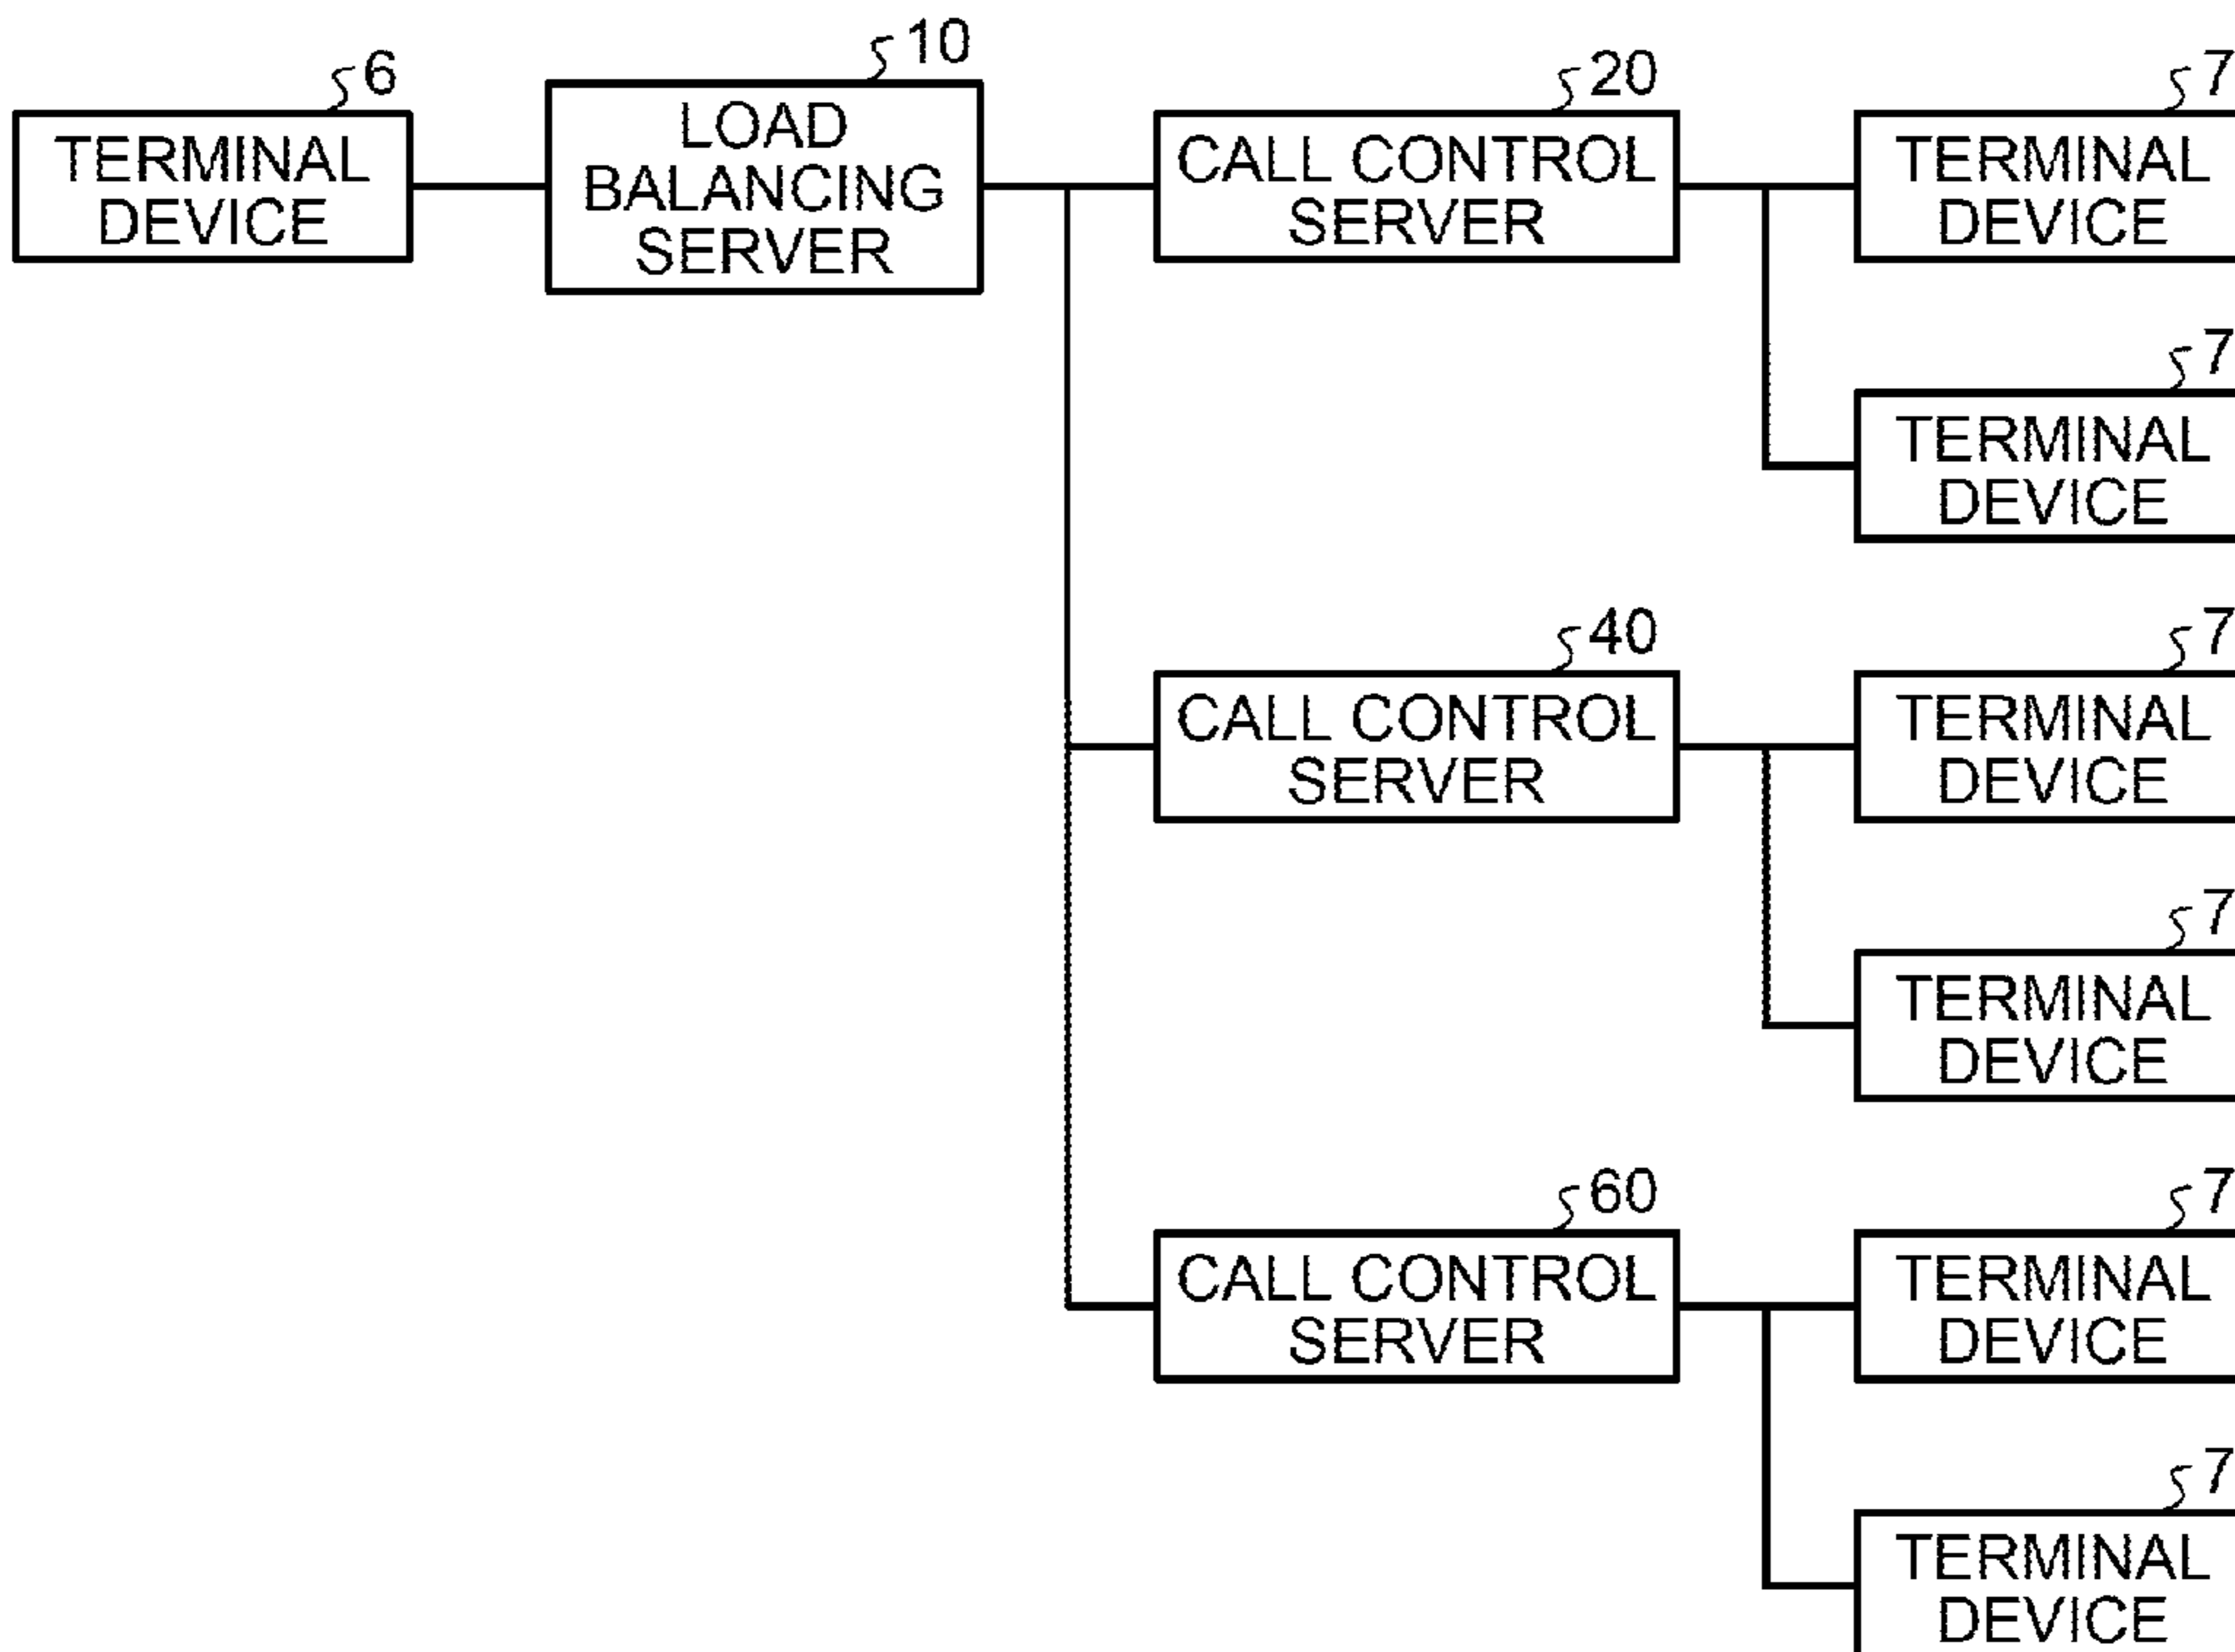 6
TERMINAL
DEVICE
10
LOAD
BALANCING
SERVER
20
CALL CONTROL
SERVER
7
TERMINAL
DEVICE
7
TERMINAL
DEVICE
40
CALL CONTROL
SERVER
7
TERMINAL
DEVICE
7
TERMINAL
DEVICE
60
CALL CONTROL
SERVER
7
TERMINAL
DEVICE
7
TERMINAL
DEVICE